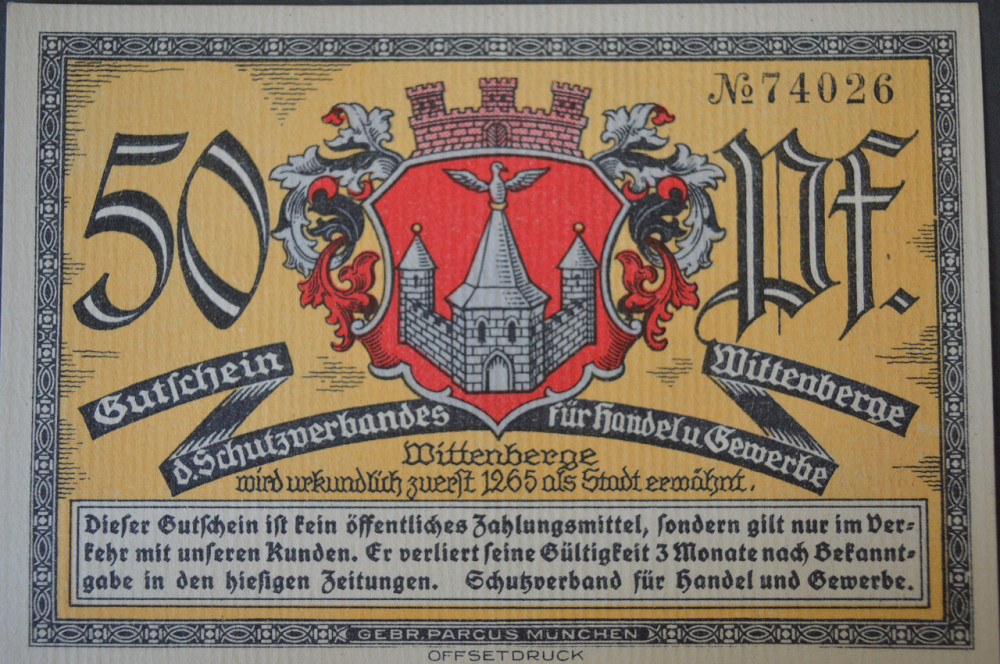 № 74026
50 Pf.
Gutschein
d. Schutzverbandes für Handel u. Gewerbe
Wittenberge
Wittenberge
wird urkundlich zuerst 1265 als Stadt erwähnt.
Dieser Gutschein ist kein öffentliches Zahlungsmittel, sondern gilt nur im Ver-
kehr mit unseren Kunden. Er verliert seine Gültigkeit 3 Monate nach Bekannt-
gabe in den hiesigen Zeitungen. Schutzverband für Handel und Gewerbe.
GEBR. PARCUS MÜNCHEN
OFFSETDRUCK